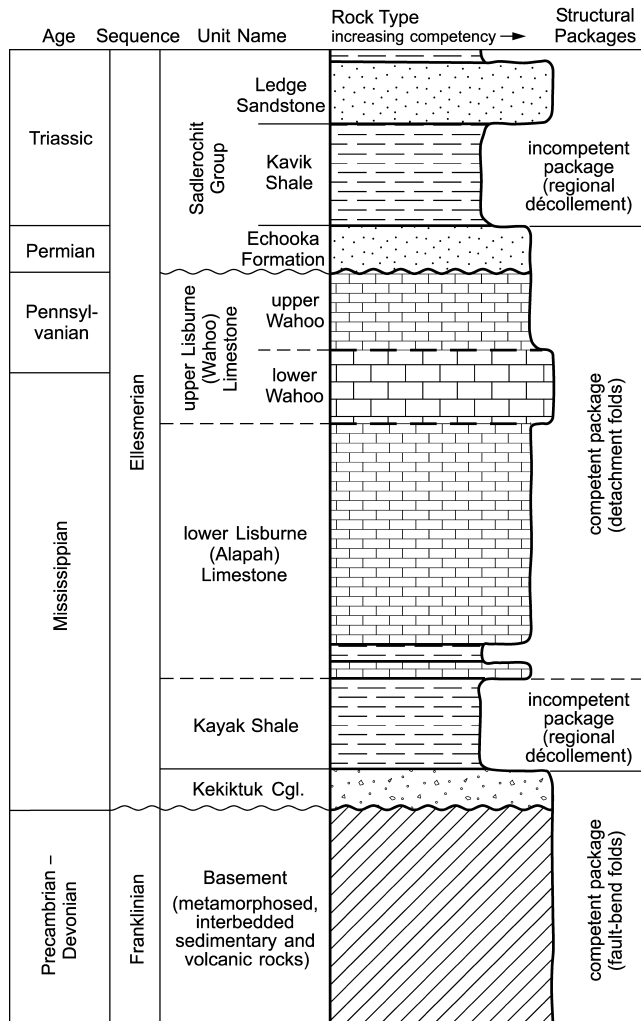 Age Sequence Unit Name Rock Type Structural
increasing competency → Packages
Triassic
Permian
Pennsyl-
vanian
Mississippian
Precambrian –
Devonian
Ellesmerian
Franklinian
Sadlerochit
Group
Ledge
Sandstone
Kavik
Shale
Echooka
Formation
upper Lisburne
(Wahoo)
Limestone
upper
Wahoo
lower
Wahoo
lower Lisburne
(Alapah)
Limestone
Kayak Shale
Kekiktuk Cgl.
Basement
(metamorphosed,
interbedded
sedimentary and
volcanic rocks)
incompetent
package
(regional
décollement)
competent package
(detachment folds)
incompetent
package
(regional
décollement)
competent package
(fault-bend folds)